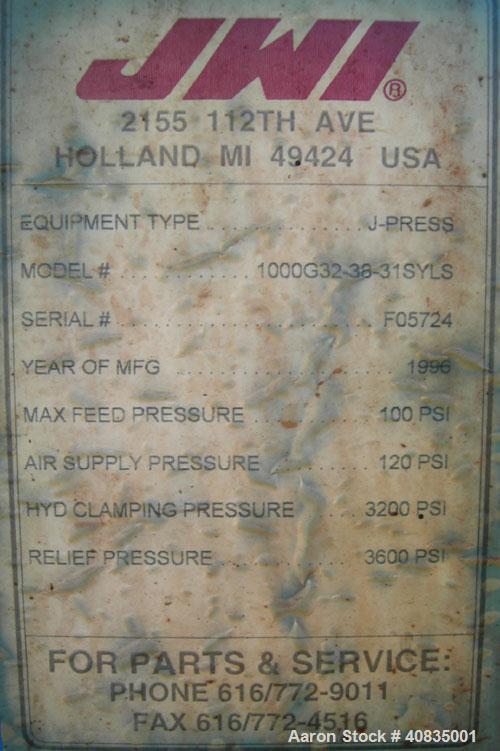 JWI®
2155 112TH AVE
HOLLAND MI 49424 USA
EQUIPMENT TYPE .......... J-PRESS
MODEL # .......... 1000G32-38-31SYLS
SERIAL # .......... F05724
YEAR OF MFG .......... 1996
MAX FEED PRESSURE .......... 100 PSI
AIR SUPPLY PRESSURE .......... 120 PSI
HYD CLAMPING PRESSURE .......... 3200 PSI
RELIEF PRESSURE .......... 3600 PSI
FOR PARTS & SERVICE:
PHONE 616/772-9011
FAX 616/772-4516
Aaron Stock # 40835001